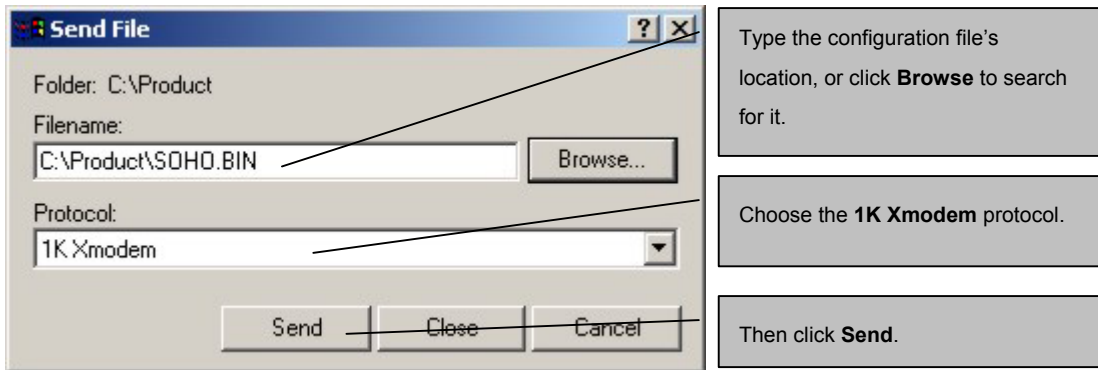 Send File
Folder: C:\Product
Filename:
C:\Product\SOHO.BIN
Browse...
Protocol:
1K Xmodem
Send
Close
Cancel
Type the configuration file's
location, or click Browse to search
for it.
Choose the 1K Xmodem protocol.
Then click Send.